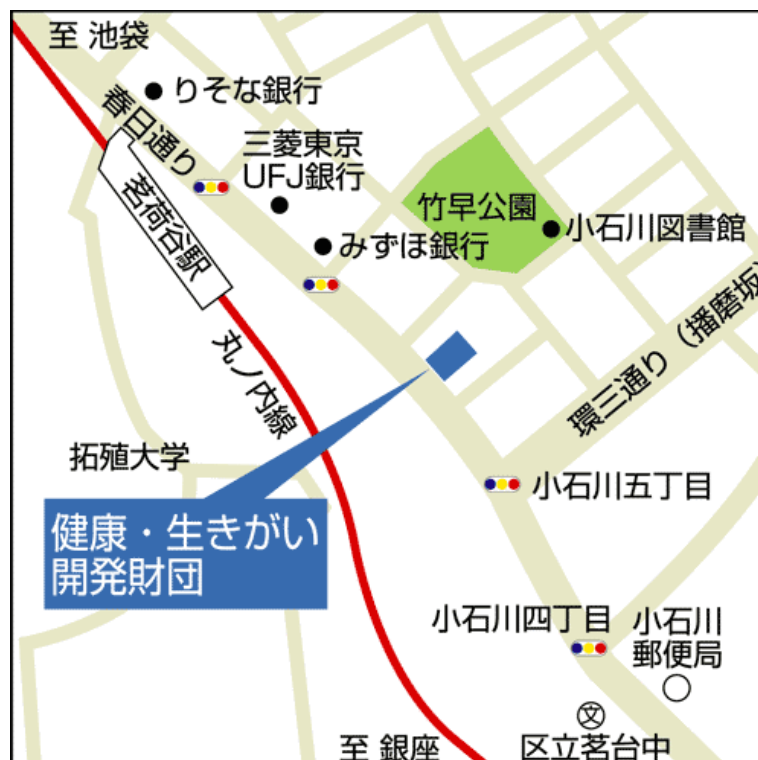 至 池袋
りそな銀行
春日通り
三菱東京
UFJ銀行
茗荷谷駅
竹早公園
小石川図書館
みずほ銀行
丸ノ内線
環三通り（播磨坂）
拓殖大学
小石川五丁目
健康・生きがい
開発財団
小石川四丁目
小石川
郵便局
文
区立茗台中
至 銀座